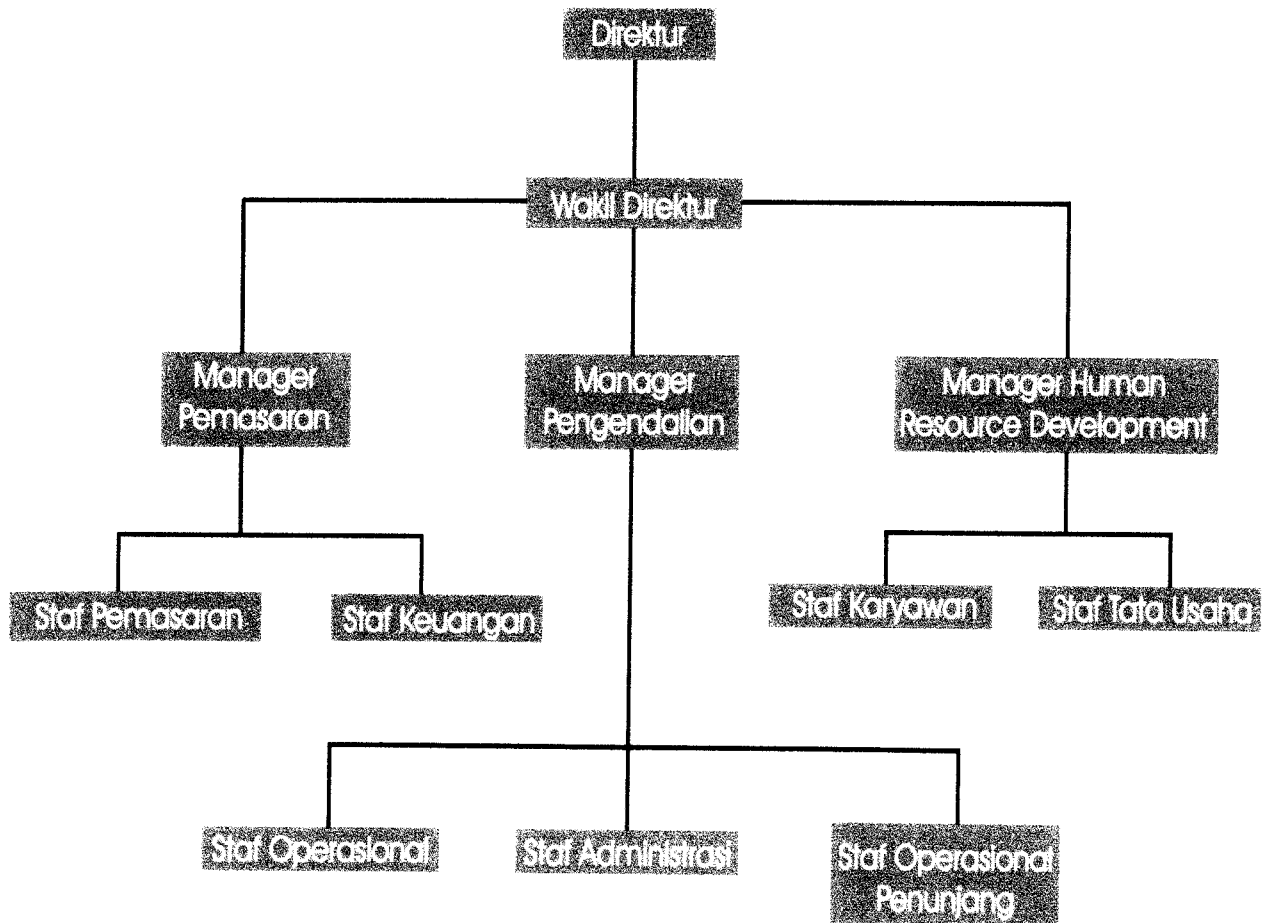 Direktur
Wakil Direktur
Manager
Pemasaran
Manager
Pengendalian
Manager Human
Resource Development
Staf Pemasaran
Staf Keuangan
Staf Karyawan
Staf Tata Usaha
Staf Operasional
Staf Administrasi
Staf Operasional
Penunjang